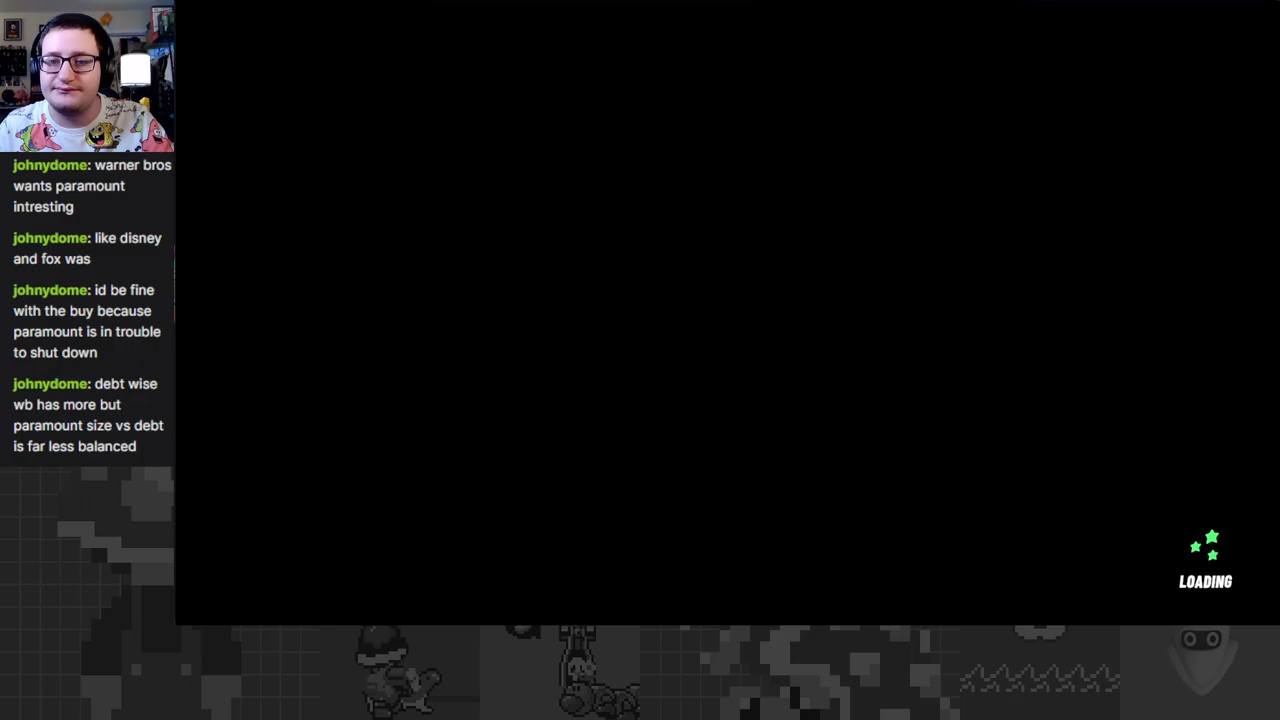 johnydome: warner bros
wants paramount
intresting
johnydome: like disney
and fox was
johnydome: id be fine
with the buy because
paramount is in trouble
to shut down
johnydome: debt wise
wb has more but
paramount size vs debt
is far less balanced
LOADING